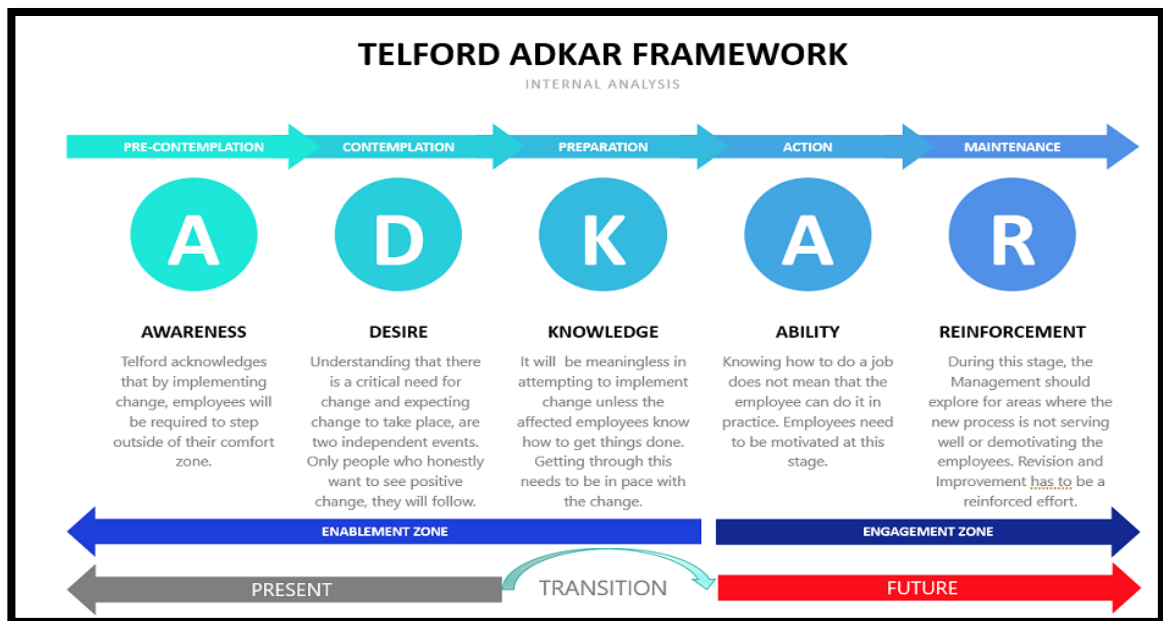 TELFORD ADKAR FRAMEWORK
INTERNAL ANALYSIS
PRE-CONTEMPLATION
CONTEMPLATION
PREPARATION
ACTION
MAINTENANCE
A
D
K
A
R
AWARENESS
Telford acknowledges
that by implementing
change, employees will
be required to step
outside of their comfort
zone.
DESIRE
Understanding that there
is a critical need for
change and expecting
change to take place, are
two independent events.
Only people who honestly
want to see positive
change, they will follow.
KNOWLEDGE
It will  be meaningless in
attempting to implement
change unless the
affected employees know
how to get things done.
Getting through this
needs to be in pace with
the change.
ABILITY
Knowing how to do a job
does not mean that the
employee can do it in
practice. Employees need
to be motivated at this
stage.
REINFORCEMENT
During this stage, the
Management should
explore for areas where the
new process is not serving
well or demotivating the
employees. Revision and
Improvement has to be a
reinforced effort.
ENABLEMENT ZONE
ENGAGEMENT ZONE
PRESENT
TRANSITION
FUTURE